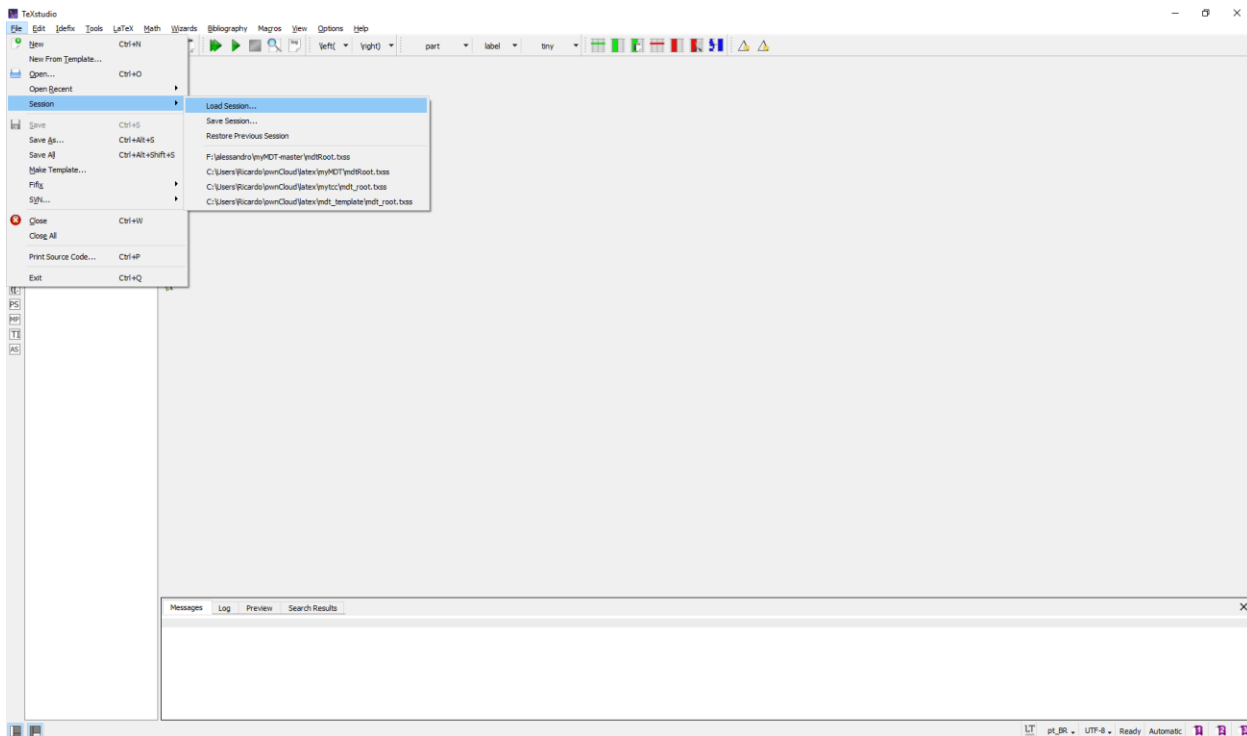 TeXstudio
File Edit Idefix Tools LaTeX Math Wizards Bibliography Macros View Options Help
\left( \right) part label tiny
New Ctrl+N
New From Template...
Open... Ctrl+O
Open Recent
Session
Save Ctrl+S
Save As... Ctrl+Alt+S
Save All Ctrl+Alt+Shift+S
Make Template...
Fifix
SVN...
Close Ctrl+W
Close All
Print Source Code... Ctrl+P
Exit Ctrl+Q
Load Session...
Save Session...
Restore Previous Session
F:\alessandro\myMDT-master\mdtRoot.txss
C:\Users\Ricardo\ownCloud\latex\myMDT\mdtRoot.txss
C:\Users\Ricardo\ownCloud\latex\mytcc\mdt_root.txss
C:\Users\Ricardo\ownCloud\latex\mdt_template\mdt_root.txss
PS
MP
TI
AS
Messages Log Preview Search Results
LT pt_BR UTF-8 Ready Automatic 1 2